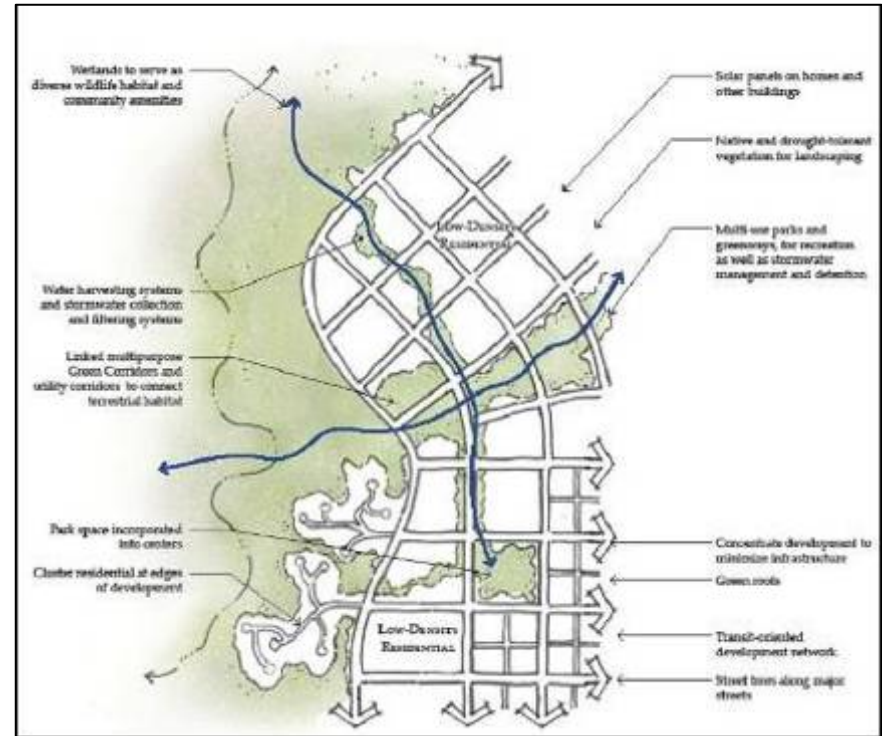 Wetlands to serve as
diverse wildlife habitat and
community amenities
Water harvesting systems
and stormwater collection
and filtering systems
Linked multipurpose
Green Corridors and
utility corridors to connect
terrestrial habitat
Park space incorporated
into centers
Cluster residential at edges
of development
Low-Density
Residential
Low-Density
Residential
Solar panels on homes and
other buildings
Native and drought-tolerant
vegetation for landscaping
Multi-use parks and
greenways, for recreation
as well as stormwater
management and detention
Concentrate development to
minimize infrastructure
Green roofs
Transit-oriented
development network
Street trees along major
streets